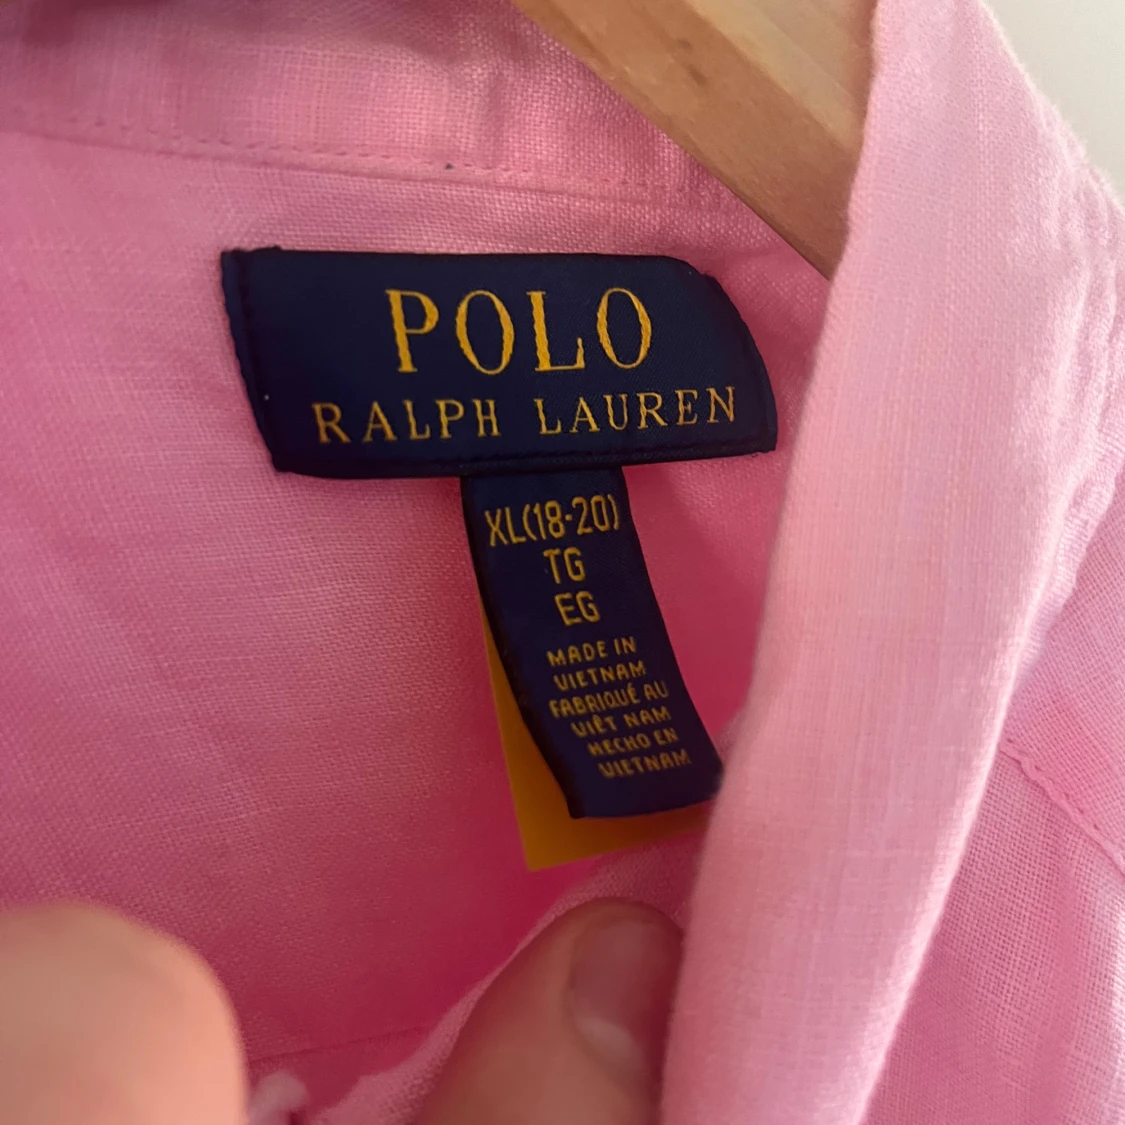 POLO
RALPH LAUREN
XL(18-20)
TG
EG
MADE IN
VIETNAM
FABRIQUÉ AU
VIÊT NAM
HECHO EN
VIETNAM